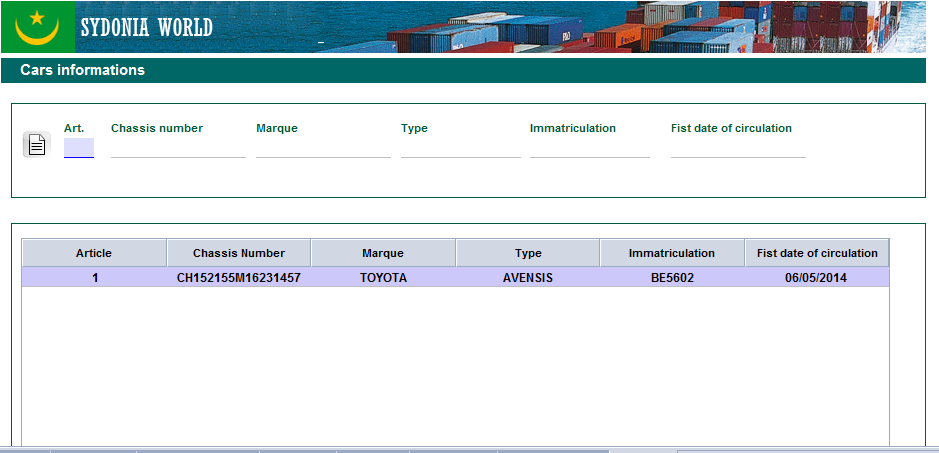 SYDONIA WORLD
Cars informations
Art. Chassis number Marque Type Immatriculation Fist date of circulation
Article Chassis Number Marque Type Immatriculation Fist date of circulation
1 CH152155M16231457 TOYOTA AVENSIS BE5602 06/05/2014